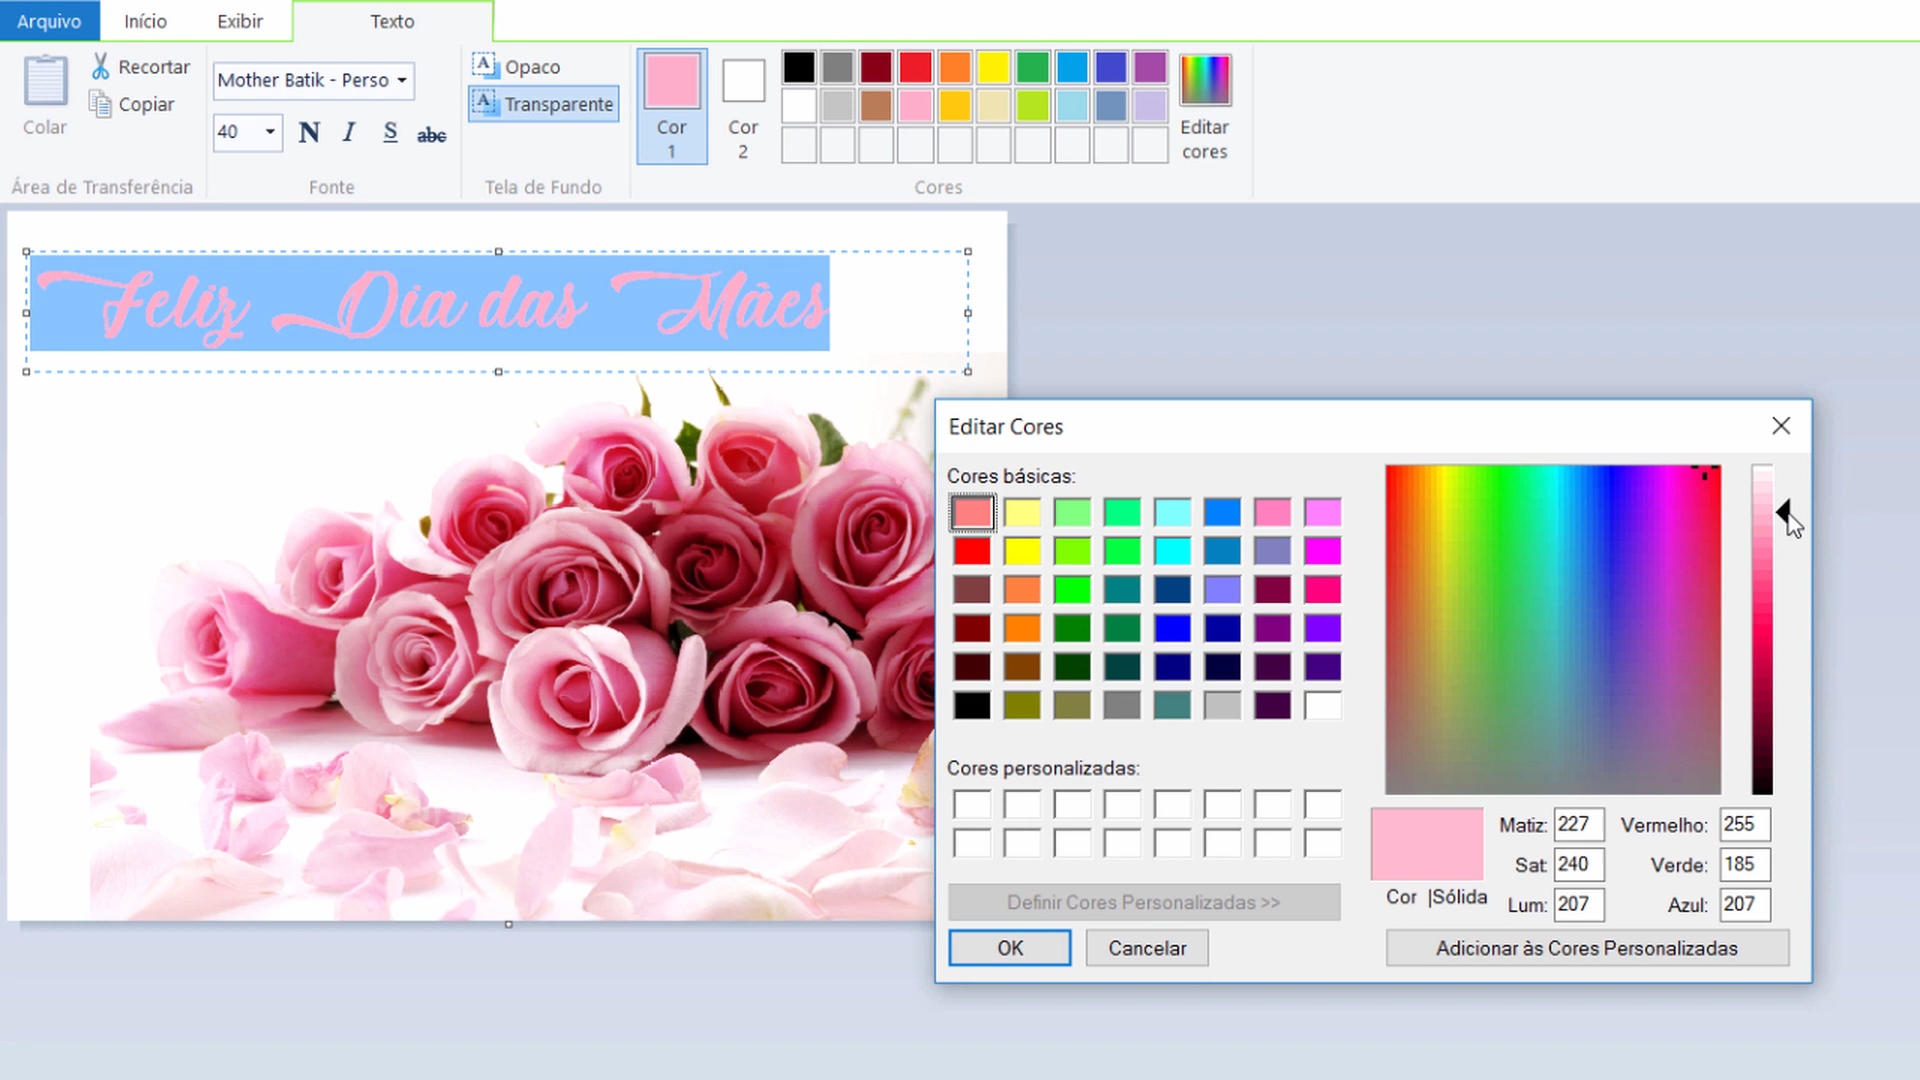 Arquivo Início Exibir Texto
Colar
Recortar
Copiar
Área de Transferência
Mother Batik - Perso
40 N I S abc
Fonte
A Opaco
A Transparente
Tela de Fundo
Cor
1
Cor
2
Editar
cores
Cores
Feliz Dia das Mães
Editar Cores
Cores básicas:
Cores personalizadas:
Definir Cores Personalizadas >>
OK Cancelar
Cor |Sólida
Matiz: 227 Vermelho: 255
Sat: 240 Verde: 185
Lum: 207 Azul: 207
Adicionar às Cores Personalizadas